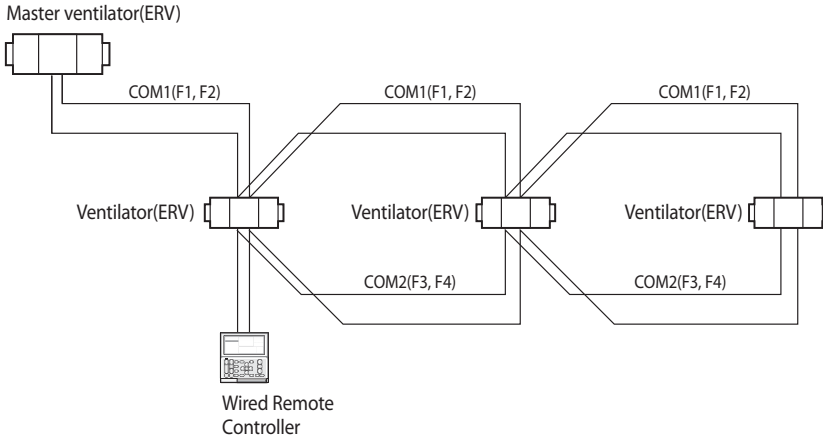 Master ventilator(ERV)
COM1(F1, F2)
COM1(F1, F2)
COM1(F1, F2)
Ventilator(ERV)
Ventilator(ERV)
Ventilator(ERV)
COM2(F3, F4)
COM2(F3, F4)
Wired Remote
Controller